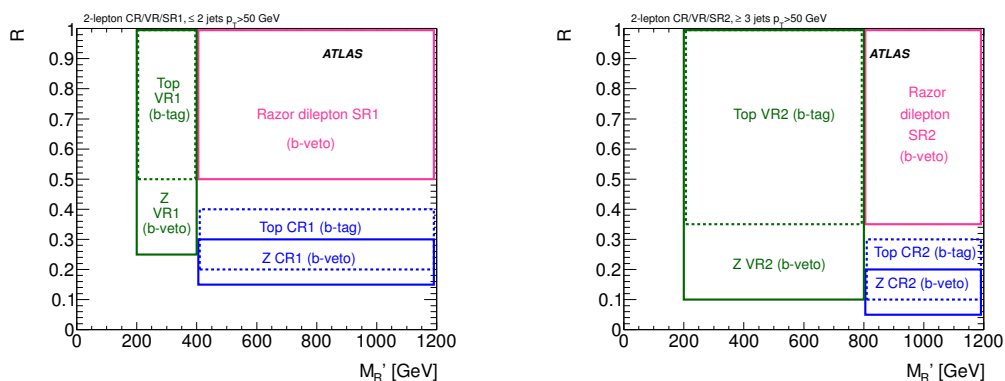 2-lepton CR/VR/SR1, ≤ 2 jets p_T>50 GeV
R
1
0.9
0.8
0.7
0.6
0.5
0.4
0.3
0.2
0.1
0
ATLAS
Top
VR1
(b-tag)
Razor dilepton SR1
(b-veto)
Z
VR1
(b-veto)
Top CR1 (b-tag)
Z CR1 (b-veto)
0 200 400 600 800 1000 1200
M_R' [GeV]
2-lepton CR/VR/SR2, ≥ 3 jets p_T>50 GeV
R
1
0.9
0.8
0.7
0.6
0.5
0.4
0.3
0.2
0.1
0
ATLAS
Top VR2 (b-tag)
Razor
dilepton
SR2
(b-veto)
Z VR2 (b-veto)
Top CR2 (b-tag)
Z CR2 (b-veto)
0 200 400 600 800 1000 1200
M_R' [GeV]